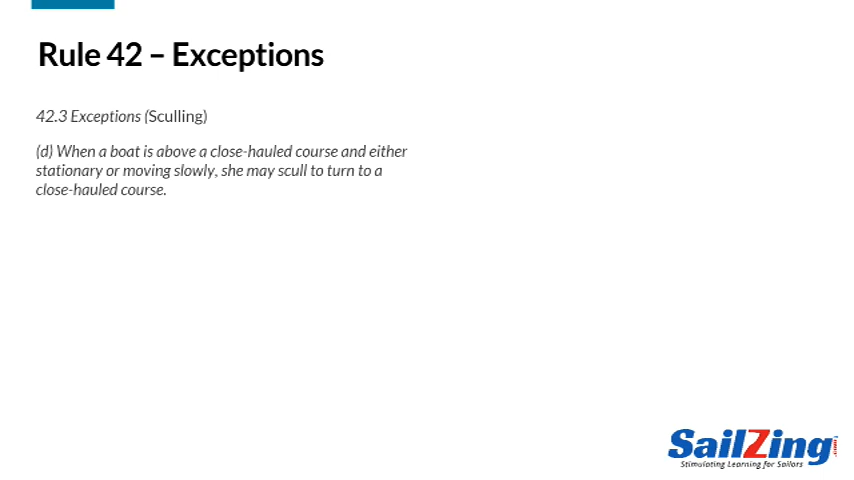 Rule 42 – Exceptions
42.3 Exceptions (Sculling)
(d) When a boat is above a close-hauled course and either
stationary or moving slowly, she may scull to turn to a
close-hauled course.
SailZing
Stimulating Learning for Sailors